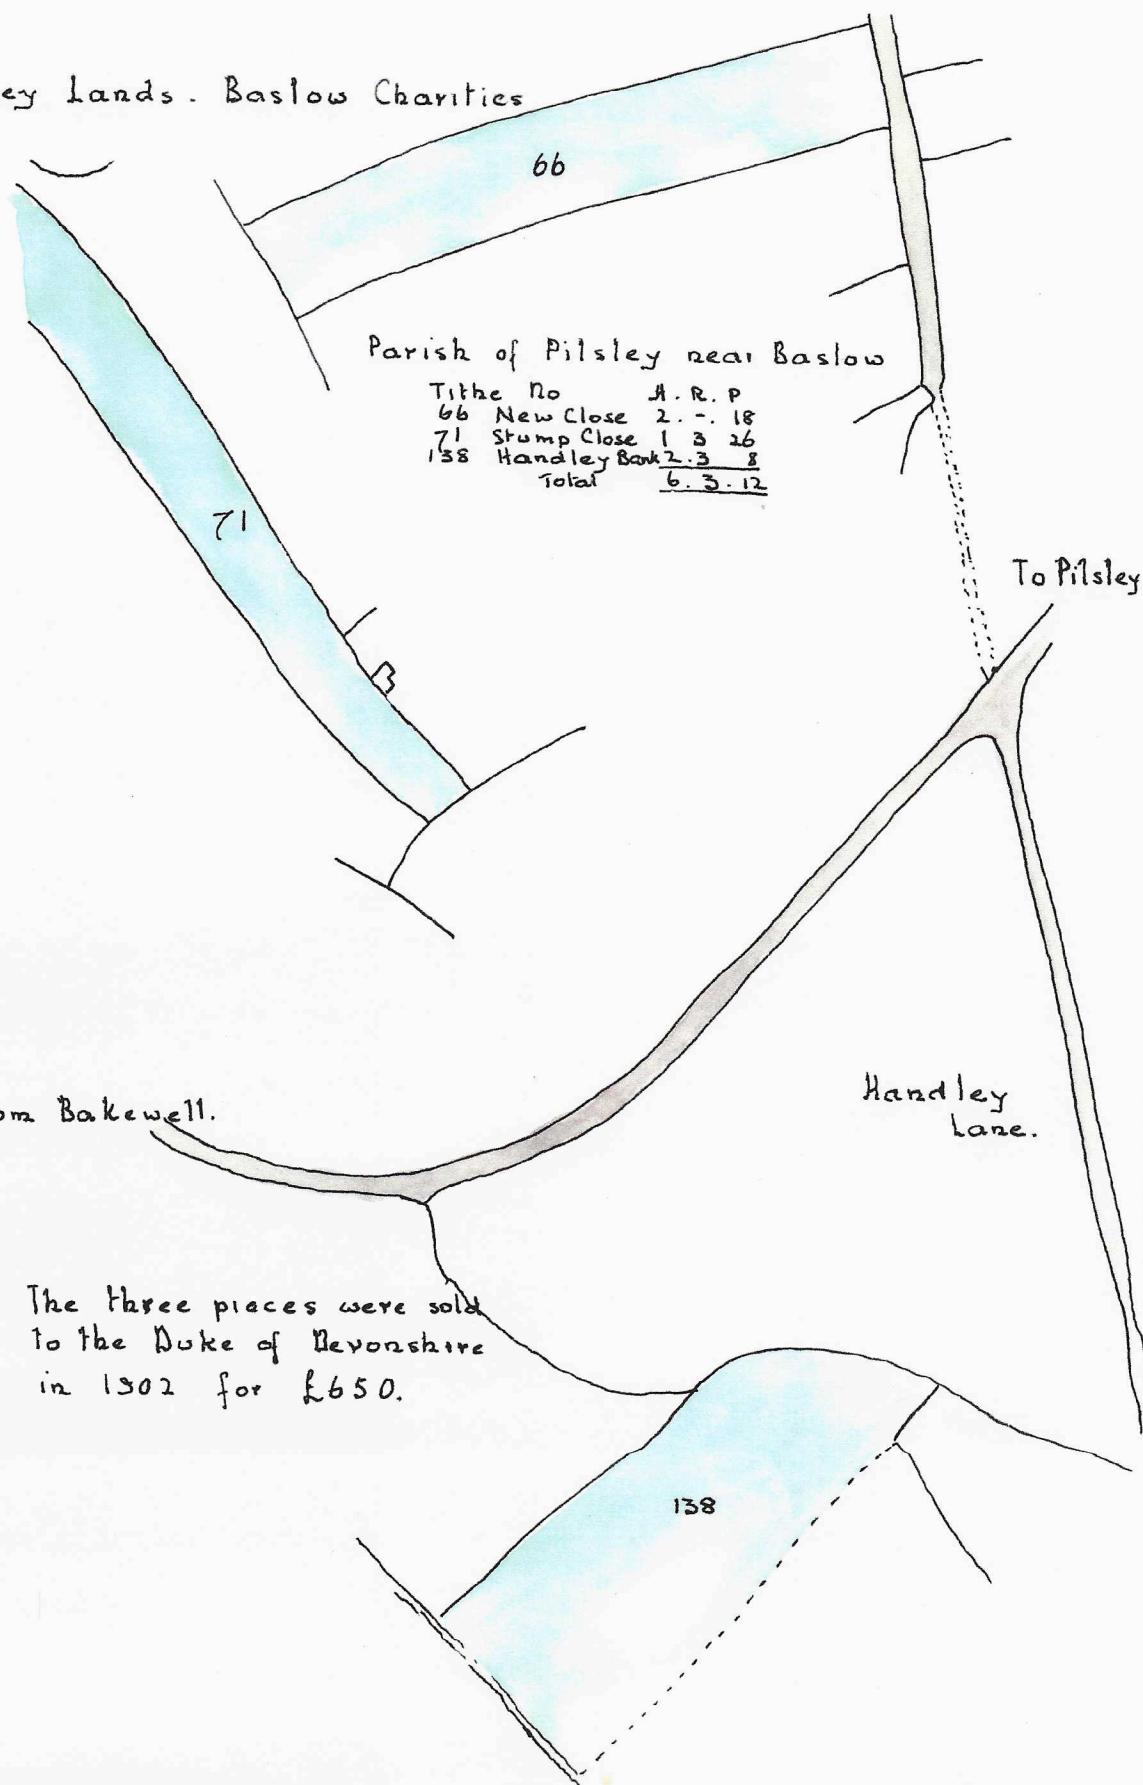 ey Lands. Baslow Charities
66
Parish of Pilsley near Baslow
Tithe No A. R. P
66 New Close 2. -. 18
71 Stump Close 1 3 26
138 Handley Bank 2. 3 8
Total 6. 3. 12
71
To Pilsley
om Bakewell.
Handley
Lane.
The three pieces were sold
to the Duke of Devonshire
in 1902 for £650.
138